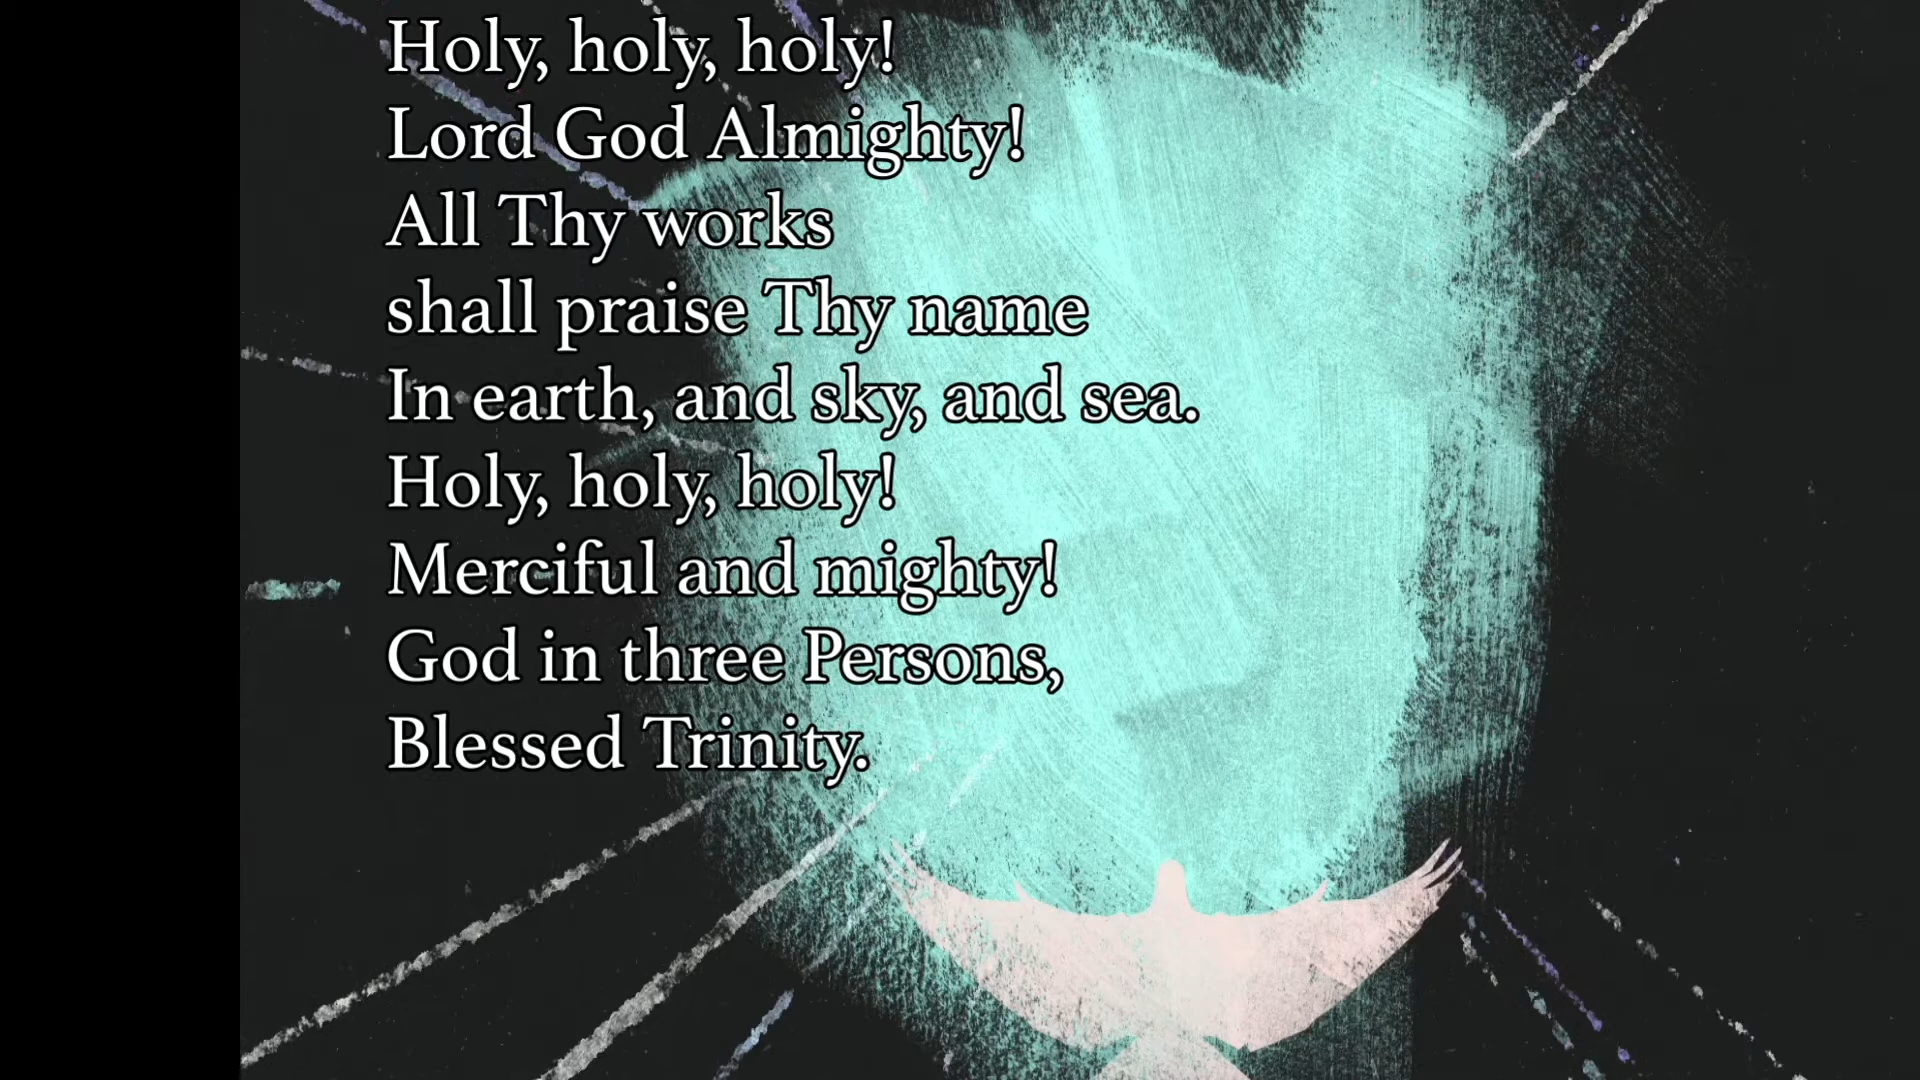 Holy, holy, holy!
Lord God Almighty!
All Thy works
shall praise Thy name
In earth, and sky, and sea.
Holy, holy, holy!
Merciful and mighty!
God in three Persons,
Blessed Trinity.